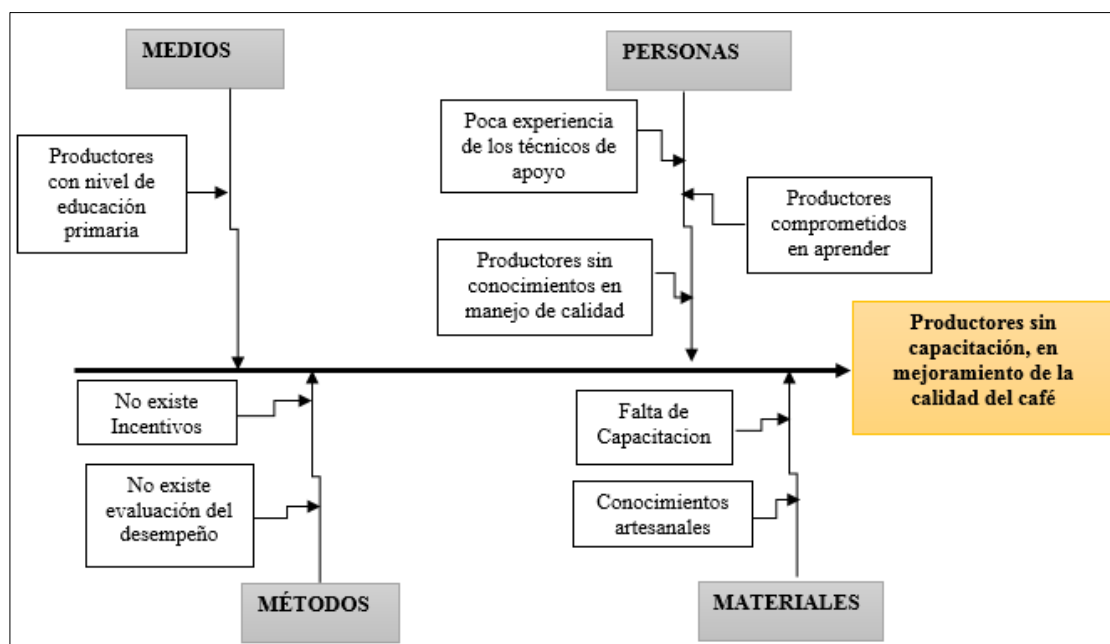 MEDIOS
PERSONAS
Productores
con nivel de
educación
primaria
Poca experiencia
de los técnicos de
apoyo
Productores
comprometidos
en aprender
Productores sin
conocimientos en
manejo de calidad
Productores sin
capacitación, en
mejoramiento de la
calidad del café
No existe
Incentivos
No existe
evaluación del
desempeño
Falta de
Capacitacion
Conocimientos
artesanales
MÉTODOS
MATERIALES